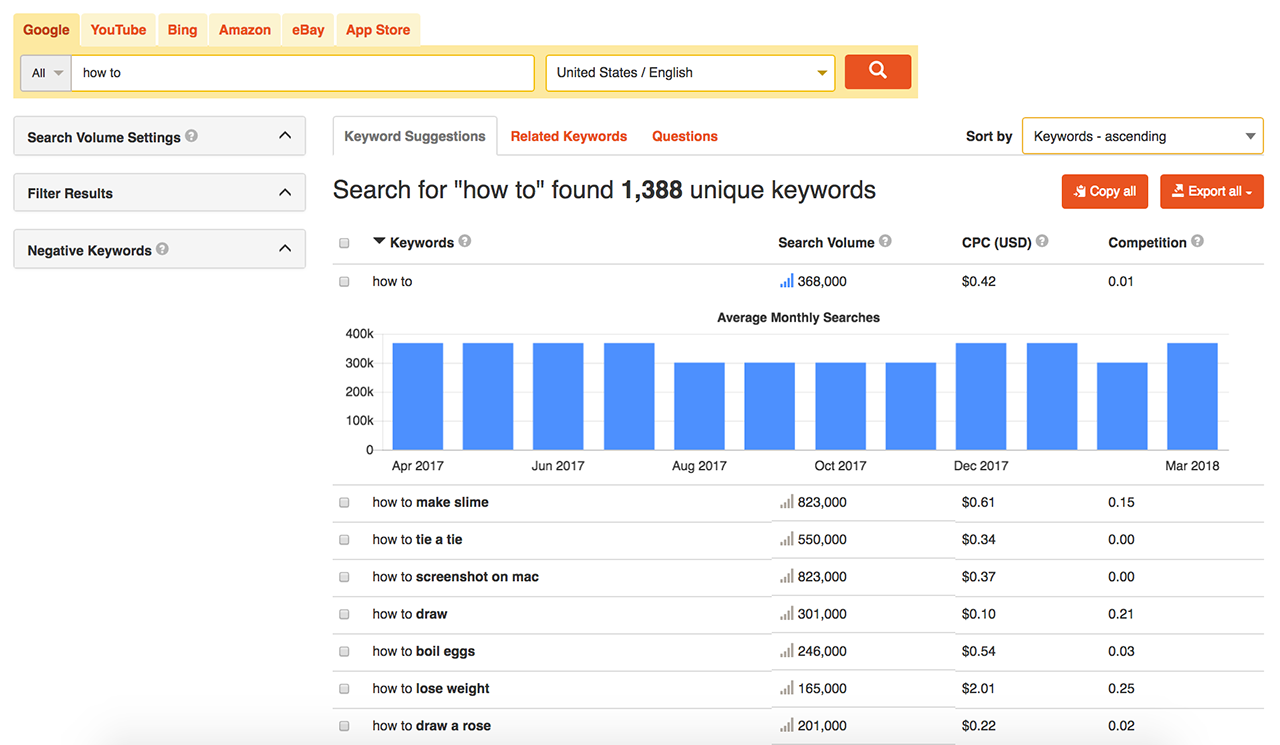 Google YouTube Bing Amazon eBay App Store
All how to United States / English
Search Volume Settings ? Keyword Suggestions Related Keywords Questions Sort by Keywords - ascending
Filter Results Search for "how to" found 1,388 unique keywords Copy all Export all
Negative Keywords ? Keywords ? Search Volume ? CPC (USD) ? Competition ?
how to 368,000 $0.42 0.01
Average Monthly Searches
400k
300k
200k
100k
0
Apr 2017 Jun 2017 Aug 2017 Oct 2017 Dec 2017 Mar 2018
how to make slime 823,000 $0.61 0.15
how to tie a tie 550,000 $0.34 0.00
how to screenshot on mac 823,000 $0.37 0.00
how to draw 301,000 $0.10 0.21
how to boil eggs 246,000 $0.54 0.03
how to lose weight 165,000 $2.01 0.25
how to draw a rose 201,000 $0.22 0.02